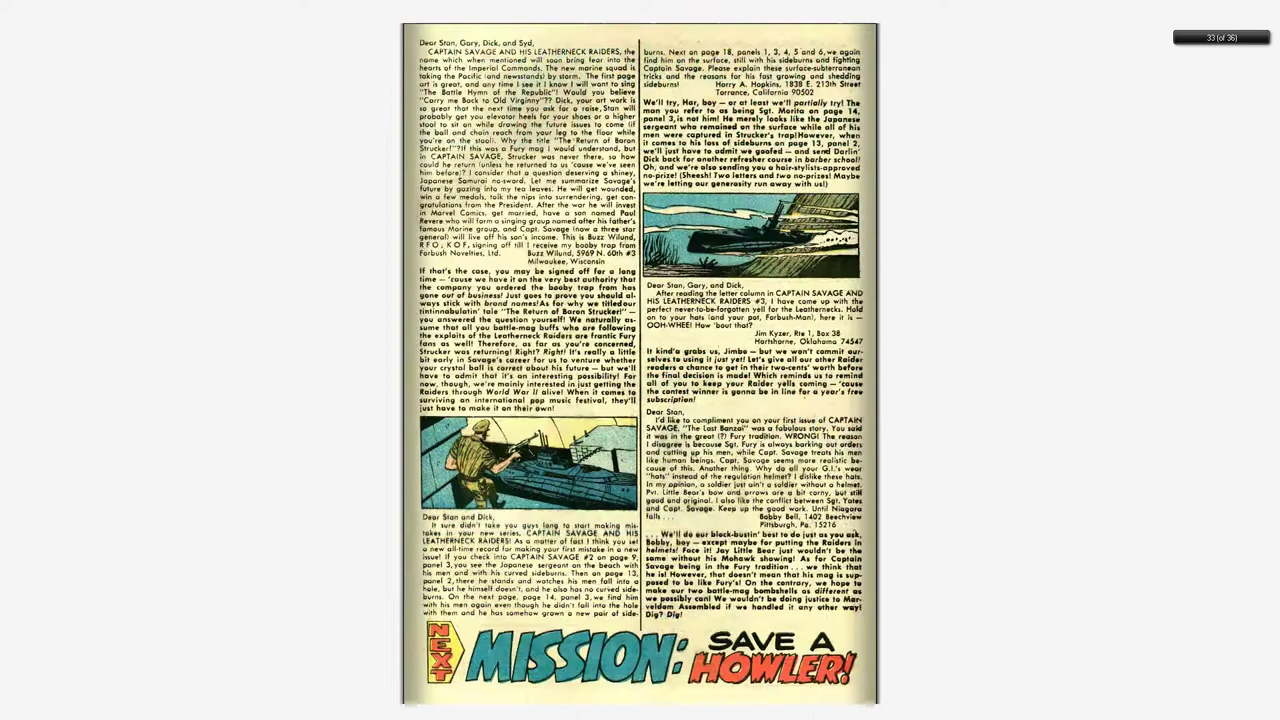 33 (of 36)
Dear Stan, Gary, Dick, and Syd,
CAPTAIN SAVAGE AND HIS LEATHERNECK RAIDERS, the
name which when mentioned will soon bring fear into the
hearts of the Imperial Commands. The new marine squad is
taking the Pacific (and newsstands) by storm. The first page
art is great, and any time I see it I know I will want to sing
"The Battle Hymn of the Republic"! Would you believe
"Carry me Back to Old Virginny"?? Dick, your art work is
so great that the next time you ask for a raise, Stan will
probably get you elevator heels for your shoes or a higher
stool to sit on while drawing the future issues to come (if
the ball and chain reach from your leg to the floor while
you're on the stool). Why the title "The Return of Baron
Strucker!"?If this was a Fury mag I would understand, but
in CAPTAIN SAVAGE, Strucker was never there, so how
could he return (unless he returned to us 'cause we've seen
him before)? I consider that a question deserving a shiney,
Japanese Samurai no-sword. Let me summarize Savage's
future by gazing into my tea leaves. He will get wounded,
win a few medals, talk the nips into surrendering, get con-
gratulations from the President. After the war he will invest
in Marvel Comics, get married, have a son named Paul
Revere who will form a singing group named after his father's
famous Marine group, and Capt. Savage (now a three star
general) will live off his son's income. This is Buzz Wilund,
R F O , K O F , signing off till I receive my booby trap from
Forbush Novelties, Ltd. Buzz Wilund, 5969 N. 60th #3
Milwaukee, Wisconsin
If that's the case, you may be signed off for a long
time — 'cause we have it on the very best authority that
the company you ordered the booby trap from has
gone out of business! Just goes to prove you should al-
ways stick with brand names!As for why we titled our
tintinnabulatin' tale "The Return of Baron Strucker!" —
you answered the question yourself! We naturally as-
sume that all you battle-mag buffs who are following
the exploits of the Leatherneck Raiders are frantic Fury
fans as well! Therefore, as far as you're concerned,
Strucker was returning! Right? Right! It's really a little
bit early in Savage's career for us to venture whether
your crystal ball is correct about his future — but we'll
have to admit that it's an interesting possibility! For
now, though, we're mainly interested in just getting the
Raiders through World War II alive! When it comes to
surviving an international pop music festival, they'll
just have to make it on their own!
Dear Stan and Dick,
It sure didn't take you guys long to start making mis-
takes in your new series, CAPTAIN SAVAGE AND HIS
LEATHERNECK RAIDERS! As a matter of fact I think you set
a new all-time record for making your first mistake in a new
issue! If you check into CAPTAIN SAVAGE #2 on page 9,
panel 3, you see the Japanese sergeant on the beach with
his men and with his curved sideburns. Then on page 13,
panel 2, there he stands and watches his men fall into a
hole, but he himself doesn't, and he also has no curved side-
burns. On the next page, page 14, panel 3, we find him
with his men again even though he didn't fall into the hole
with them and he has somehow grown a new pair of side-
burns. Next on page 18, panels 1, 3, 4, 5 and 6, we again
find him on the surface, still with his sideburns and fighting
Captain Savage. Please explain these surface-subterranean
tricks and the reasons for his fast growing and shedding
sideburns! Harry A. Hopkins, 1838 E. 213th Street
Torrance, California 90502
We'll try, Har, boy — or at least we'll partially try! The
man you refer to as being Sgt. Morita on page 14,
panel 3, is not him! He merely looks like the Japanese
sergeant who remained on the surface while all of his
men were captured in Strucker's trap!However, when
it comes to his loss of sideburns on page 13, panel 2,
we'll just have to admit we goofed — and send Darlin'
Dick back for another refresher course in barber school!
Oh, and we're also sending you a hair-stylists-approved
no-prize! (Sheesh! Two letters and two no-prizes! Maybe
we're letting our generosity run away with us!)
Dear Stan, Gary, and Dick,
After reading the letter column in CAPTAIN SAVAGE AND
HIS LEATHERNECK RAIDERS #3, I have come up with the
perfect never-to-be-forgotten yell for the Leathernecks. Hold
on to your hats (and your pot, Forbush-Man), here it is —
OOH-WHEE! How 'bout that?
Jim Kyzer, Rte 1, Box 38
Hartshorne, Oklahoma 74547
It kind'a grabs us, Jimbo — but we won't commit our-
selves to using it just yet! Let's give all our other Raider
readers a chance to get in their two-cents' worth before
the final decision is made! Which reminds us to remind
all of you to keep your Raider yells coming — 'cause
the contest winner is gonna be in line for a year's free
subscription!
Dear Stan,
I'd like to compliment you on your first issue of CAPTAIN
SAVAGE, "The Last Banzai" was a fabulous story. You said
it was in the great (?) Fury tradition. WRONG! The reason
I disagree is because Sgt. Fury is always barking out orders
and cutting up his men, while Capt. Savage treats his men
like human beings. Capt. Savage seems more realistic be-
cause of this. Another thing. Why do all your G.I.'s wear
"hats" instead of the regulation helmet? I dislike these hats.
In my opinion, a soldier just ain't a soldier without a helmet.
Pvt. Little Bear's bow and arrows are a bit corny, but still
good and original. I also like the conflict between Sgt. Yates
and Capt. Savage. Keep up the good work. Until Niagara
falls . . . Bobby Bell, 1402 Beechview
Pittsburgh, Pa. 15216
. . . We'll do our block-bustin' best to do just as you ask,
Bobby, boy — except maybe for putting the Raiders in
helmets! Face it! Jay Little Bear just wouldn't be the
same without his Mohawk showing! As for Captain
Savage being in the Fury tradition . . . we think that
he is! However, that doesn't mean that his mag is sup-
posed to be like Fury's! On the contrary, we hope to
make our two battle-mag bombshells as different as
we possibly can! We wouldn't be doing justice to Mar-
veldom Assembled if we handled it any other way!
Dig? Dig!
NEXT
MISSION: SAVE A
HOWLER!